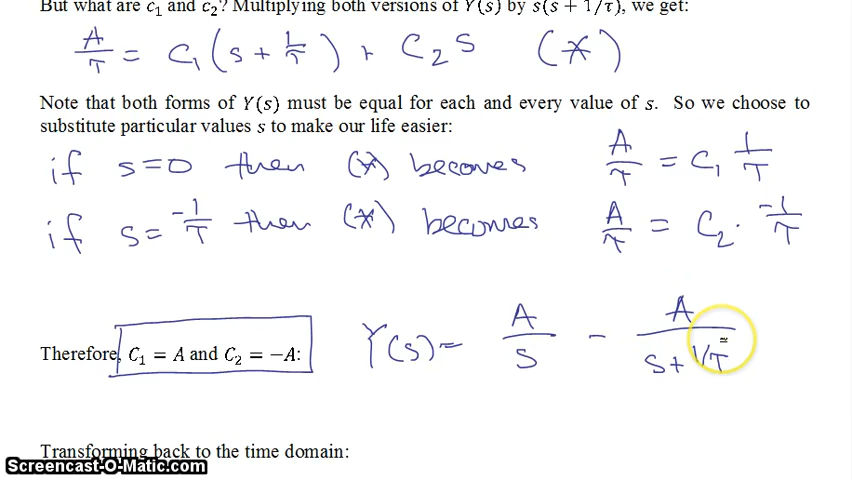 But what are c₁ and c₂? Multiplying both versions of Y(s) by s(s + 1/τ), we get:
A/τ = C₁(s + 1/τ) + C₂s (*)
Note that both forms of Y(s) must be equal for each and every value of s. So we choose to
substitute particular values s to make our life easier:
if s=0 then (*) becomes A/τ = C₁ 1/τ
if s= -1/τ then (*) becomes A/τ = C₂ · -1/τ
Therefore, C₁ = A and C₂ = −A: Y(s) = A/s − A/(s+1/τ)
Transforming back to the time domain:
Screencast-O-Matic.com